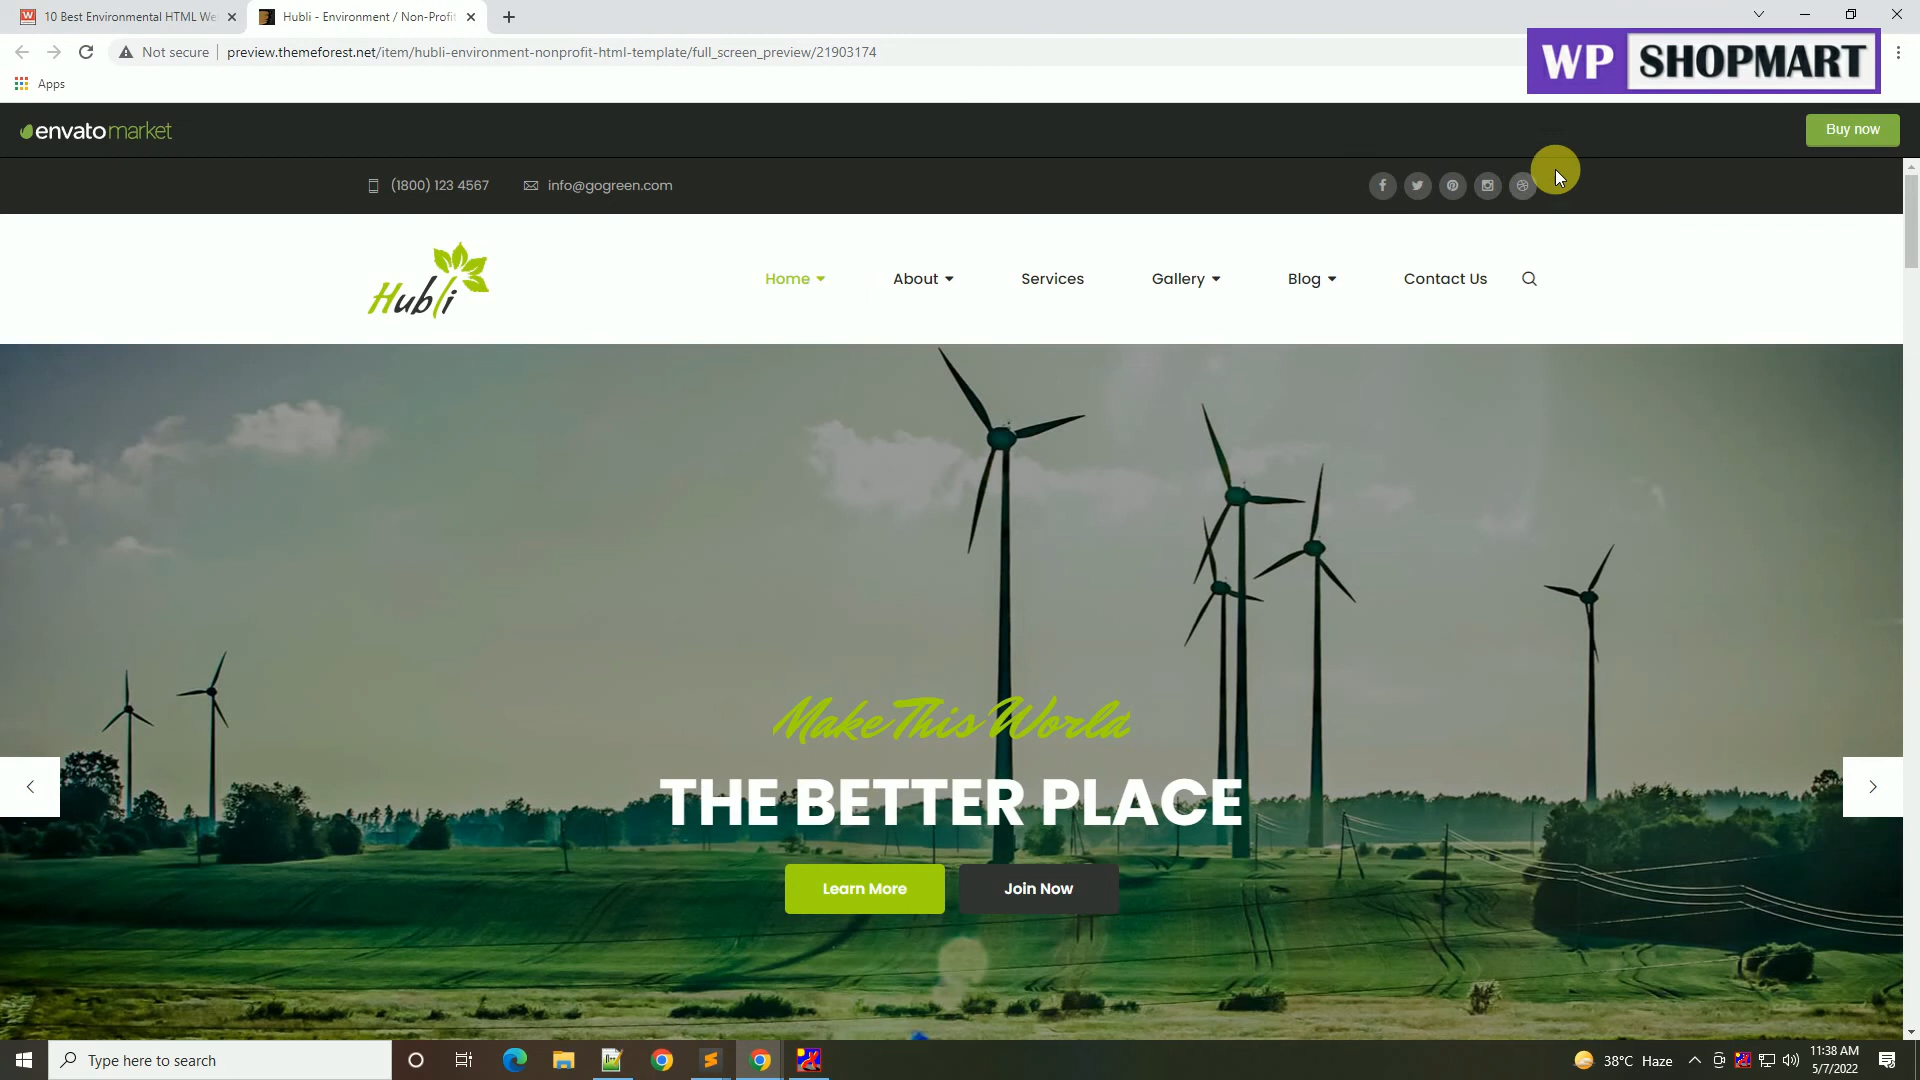 10 Best Environmental HTML We
Hubli - Environment / Non-Profit
Not secure
preview.themeforest.net/item/hubli-environment-nonprofit-html-template/full_screen_preview/21903174
WP SHOPMART
Apps
envato market
Buy now
(1800) 123 4567
info@gogreen.com
Hubli
Home
About
Services
Gallery
Blog
Contact Us
Make This World
THE BETTER PLACE
Learn More
Join Now
Type here to search
38°C Haze
11:38 AM
5/7/2022